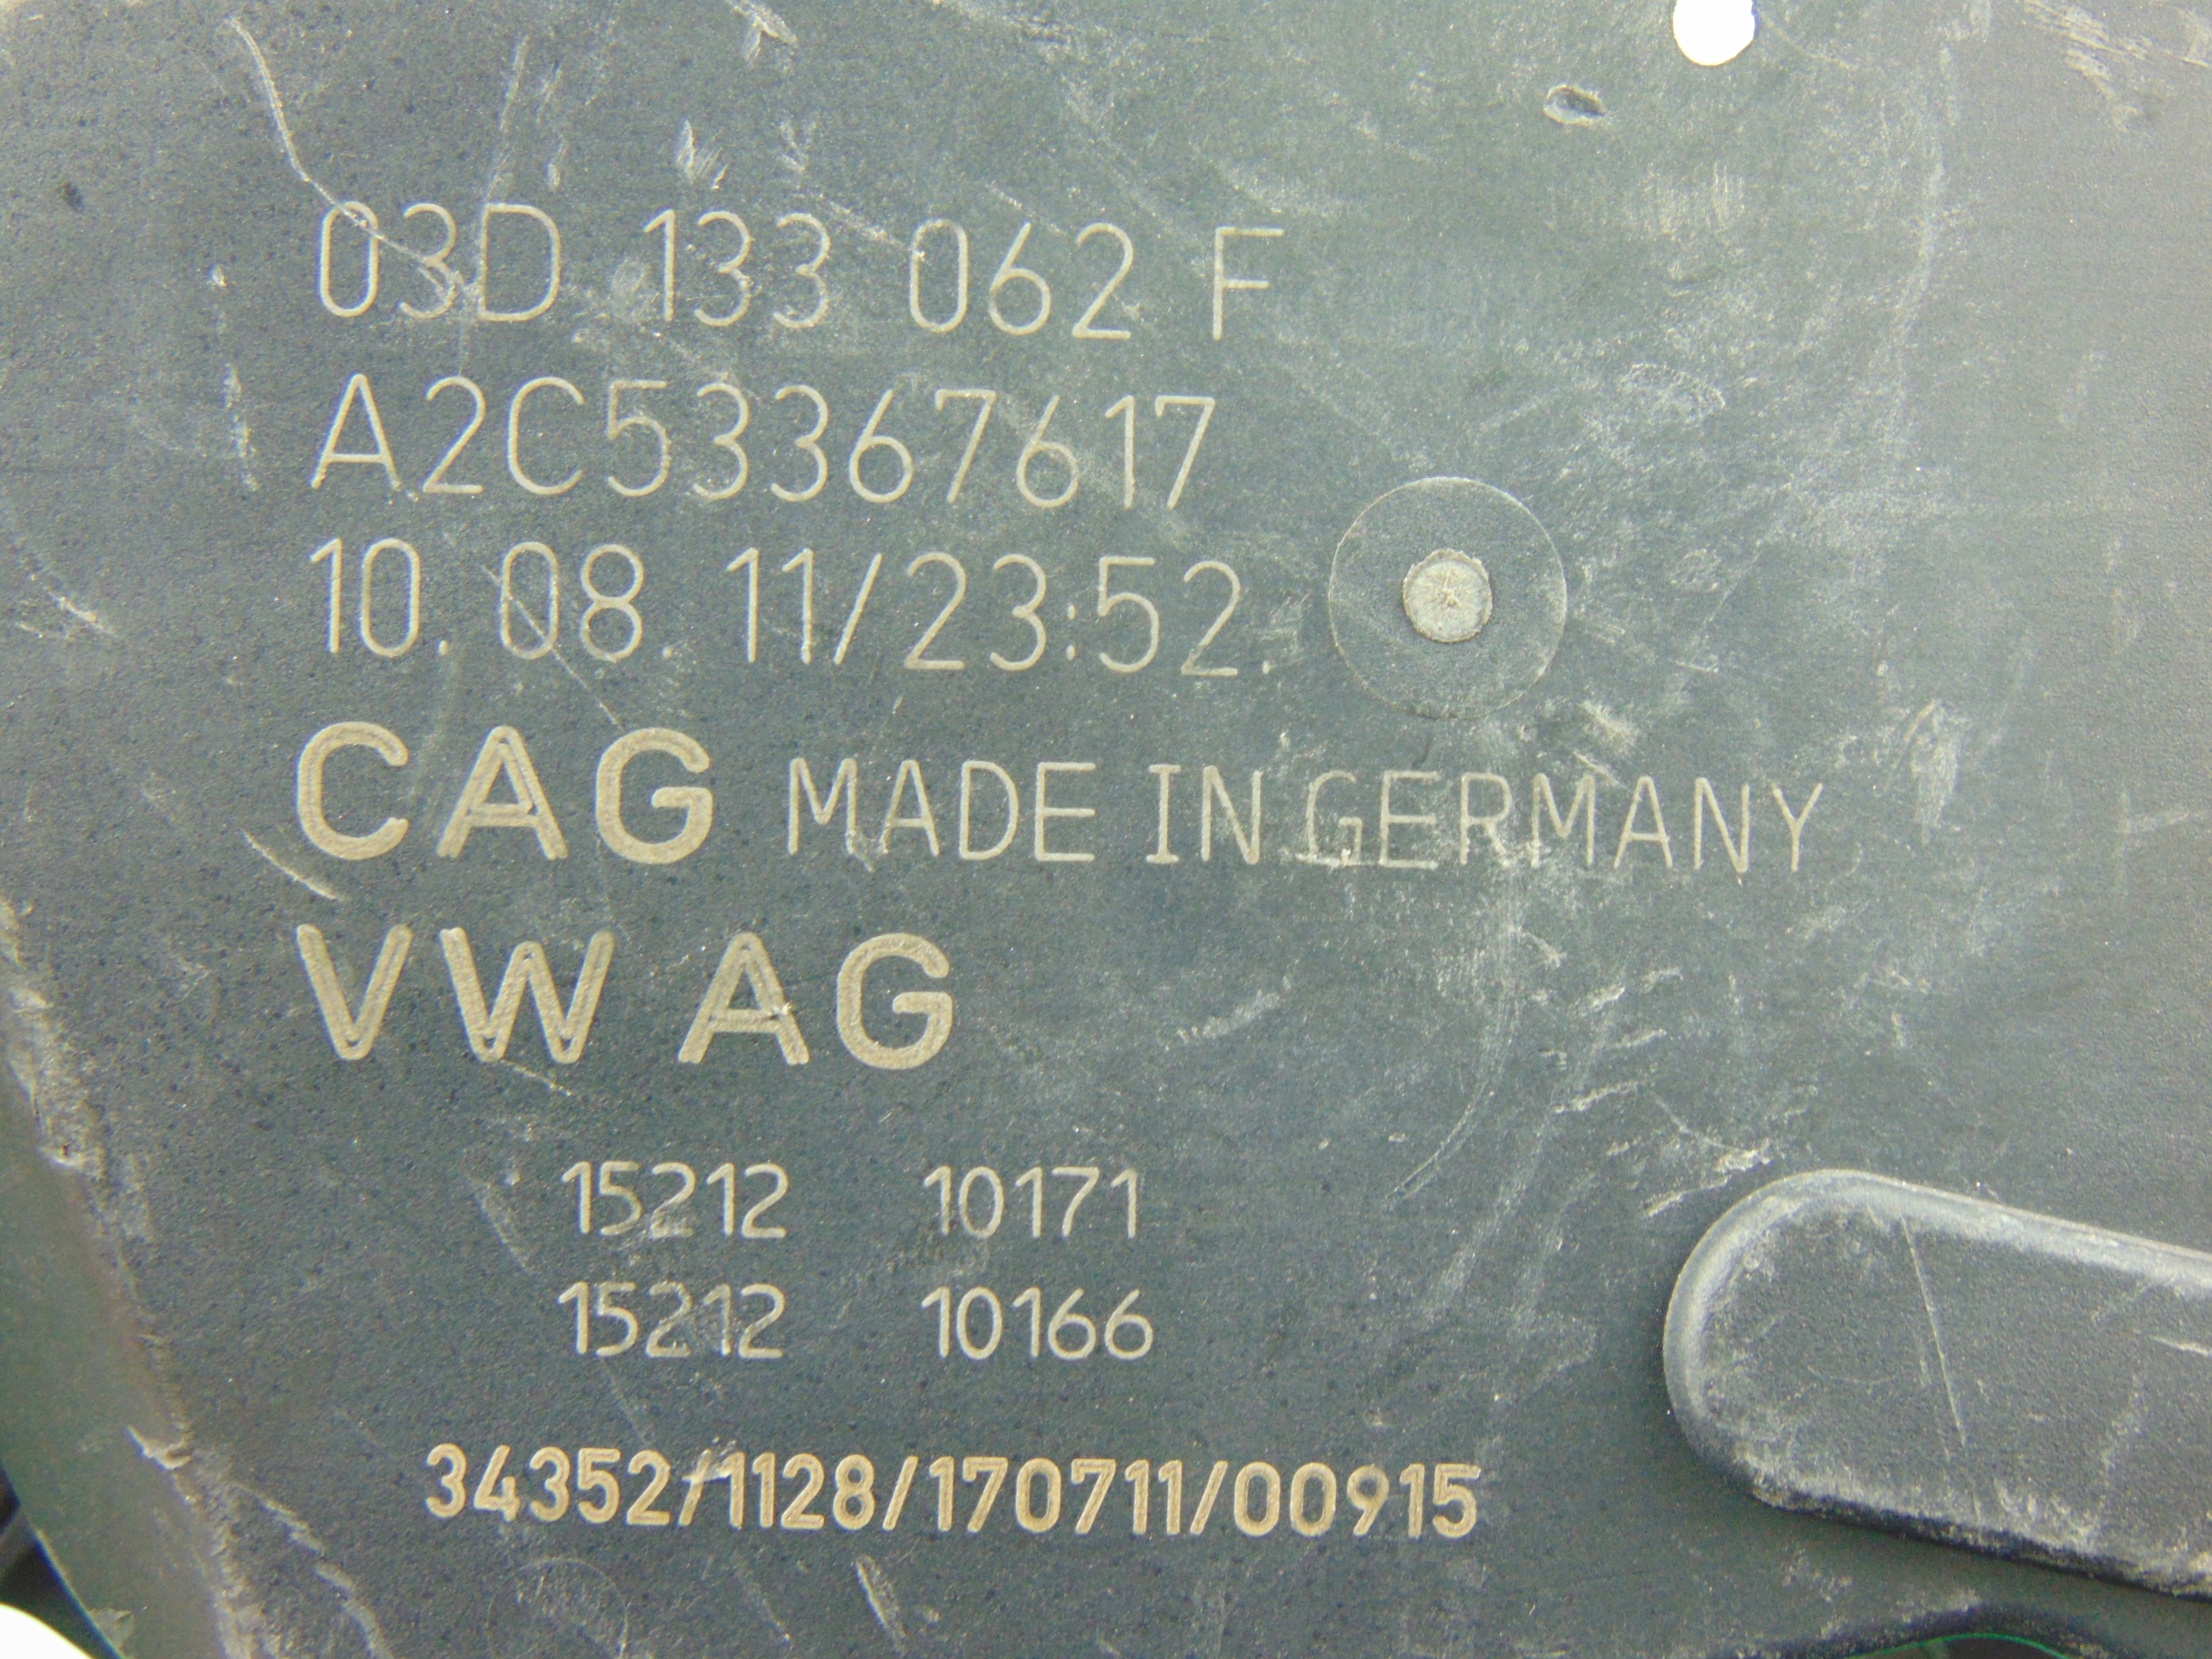 03D 133 062 F
A2C53367617
10.08.11/23:52.
CAG MADE IN GERMANY
VW AG
15212 10171
15212 10166
34352/1128/170711/00915